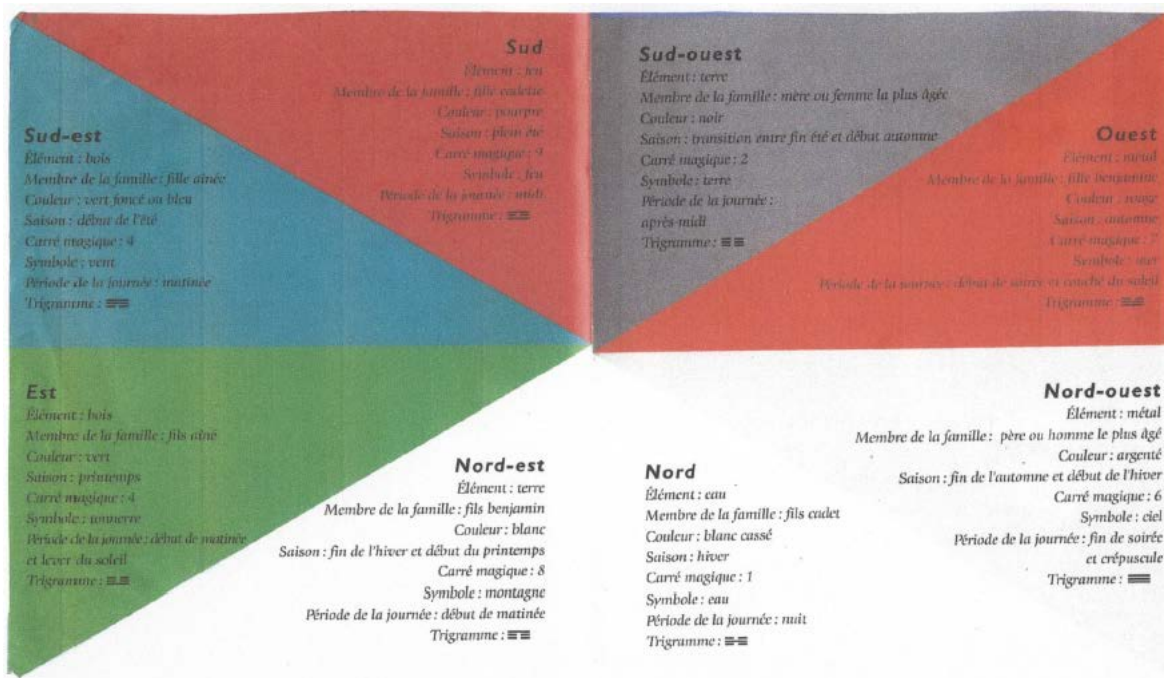 Sud
Élément : feu
Membre de la famille : fille cadette
Couleur : pourpre
Saison : plein été
Carré magique : 9
Symbole : feu
Période de la journée : midi
Trigramme : ☲
Sud-ouest
Élément : terre
Membre de la famille : mère ou femme la plus âgée
Couleur : noir
Saison : transition entre fin été et début automne
Carré magique : 2
Symbole : terre
Période de la journée :
après-midi
Trigramme : ☷
Sud-est
Élément : bois
Membre de la famille : fille aînée
Couleur : vert foncé ou bleu
Saison : début de l'été
Carré magique : 4
Symbole : vent
Période de la journée : matinée
Trigramme :
Ouest
Élément : métal
Membre de la famille : fille benjamine
Couleur : rouge
Saison : automne
Carré magique : 7
Symbole : mer
Période de la journée : début de soirée et couché du soleil
Trigramme :
Est
Élément : bois
Membre de la famille : fils aîné
Couleur : vert
Saison : printemps
Carré magique : 4
Symbole : tonnerre
Période de la journée : début de matinée
et lever du soleil
Trigramme :
Nord-est
Élément : terre
Membre de la famille : fils benjamin
Couleur : blanc
Saison : fin de l'hiver et début du printemps
Carré magique : 8
Symbole : montagne
Période de la journée : début de matinée
Trigramme :
Nord
Élément : eau
Membre de la famille : fils cadet
Couleur : blanc cassé
Saison : hiver
Carré magique : 1
Symbole : eau
Période de la journée : nuit
Trigramme :
Nord-ouest
Élément : métal
Membre de la famille : père ou homme le plus âgé
Couleur : argenté
Saison : fin de l'automne et début de l'hiver
Carré magique : 6
Symbole : ciel
Période de la journée : fin de soirée
et crépuscule
Trigramme : ☰